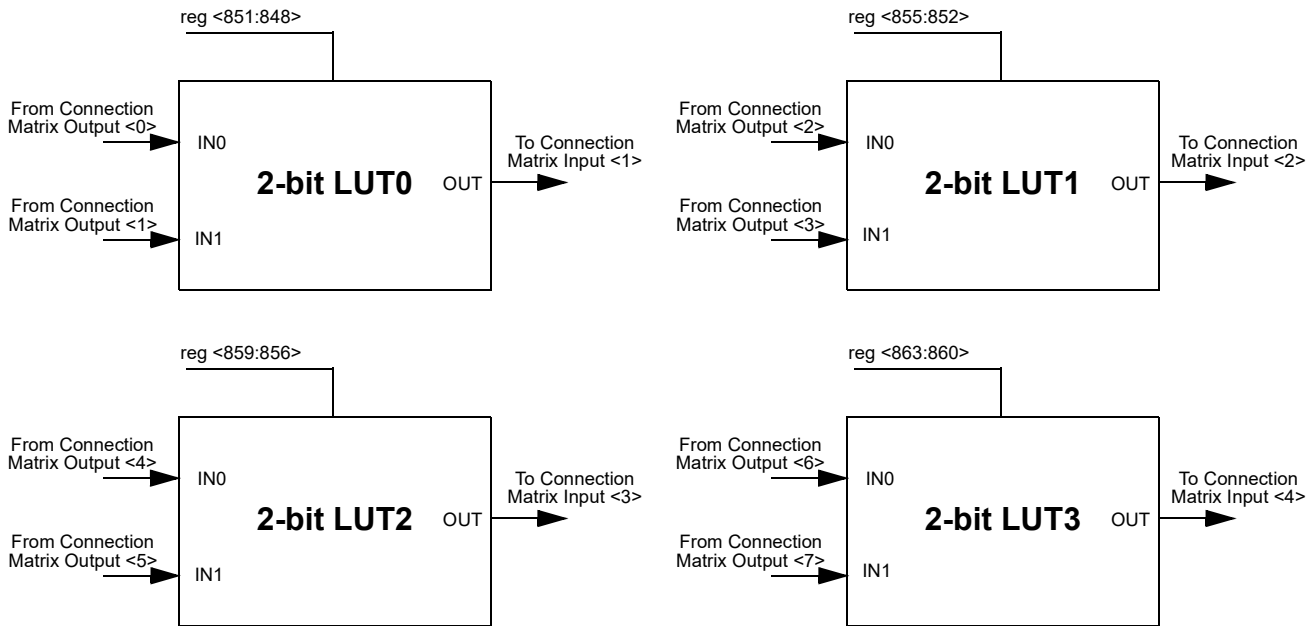 reg <851:848>
From Connection
Matrix Output <0>
IN0
From Connection
Matrix Output <1>
IN1
2-bit LUT0
OUT
To Connection
Matrix Input <1>
reg <855:852>
From Connection
Matrix Output <2>
IN0
From Connection
Matrix Output <3>
IN1
2-bit LUT1
OUT
To Connection
Matrix Input <2>
reg <859:856>
From Connection
Matrix Output <4>
IN0
From Connection
Matrix Output <5>
IN1
2-bit LUT2
OUT
To Connection
Matrix Input <3>
reg <863:860>
From Connection
Matrix Output <6>
IN0
From Connection
Matrix Output <7>
IN1
2-bit LUT3
OUT
To Connection
Matrix Input <4>